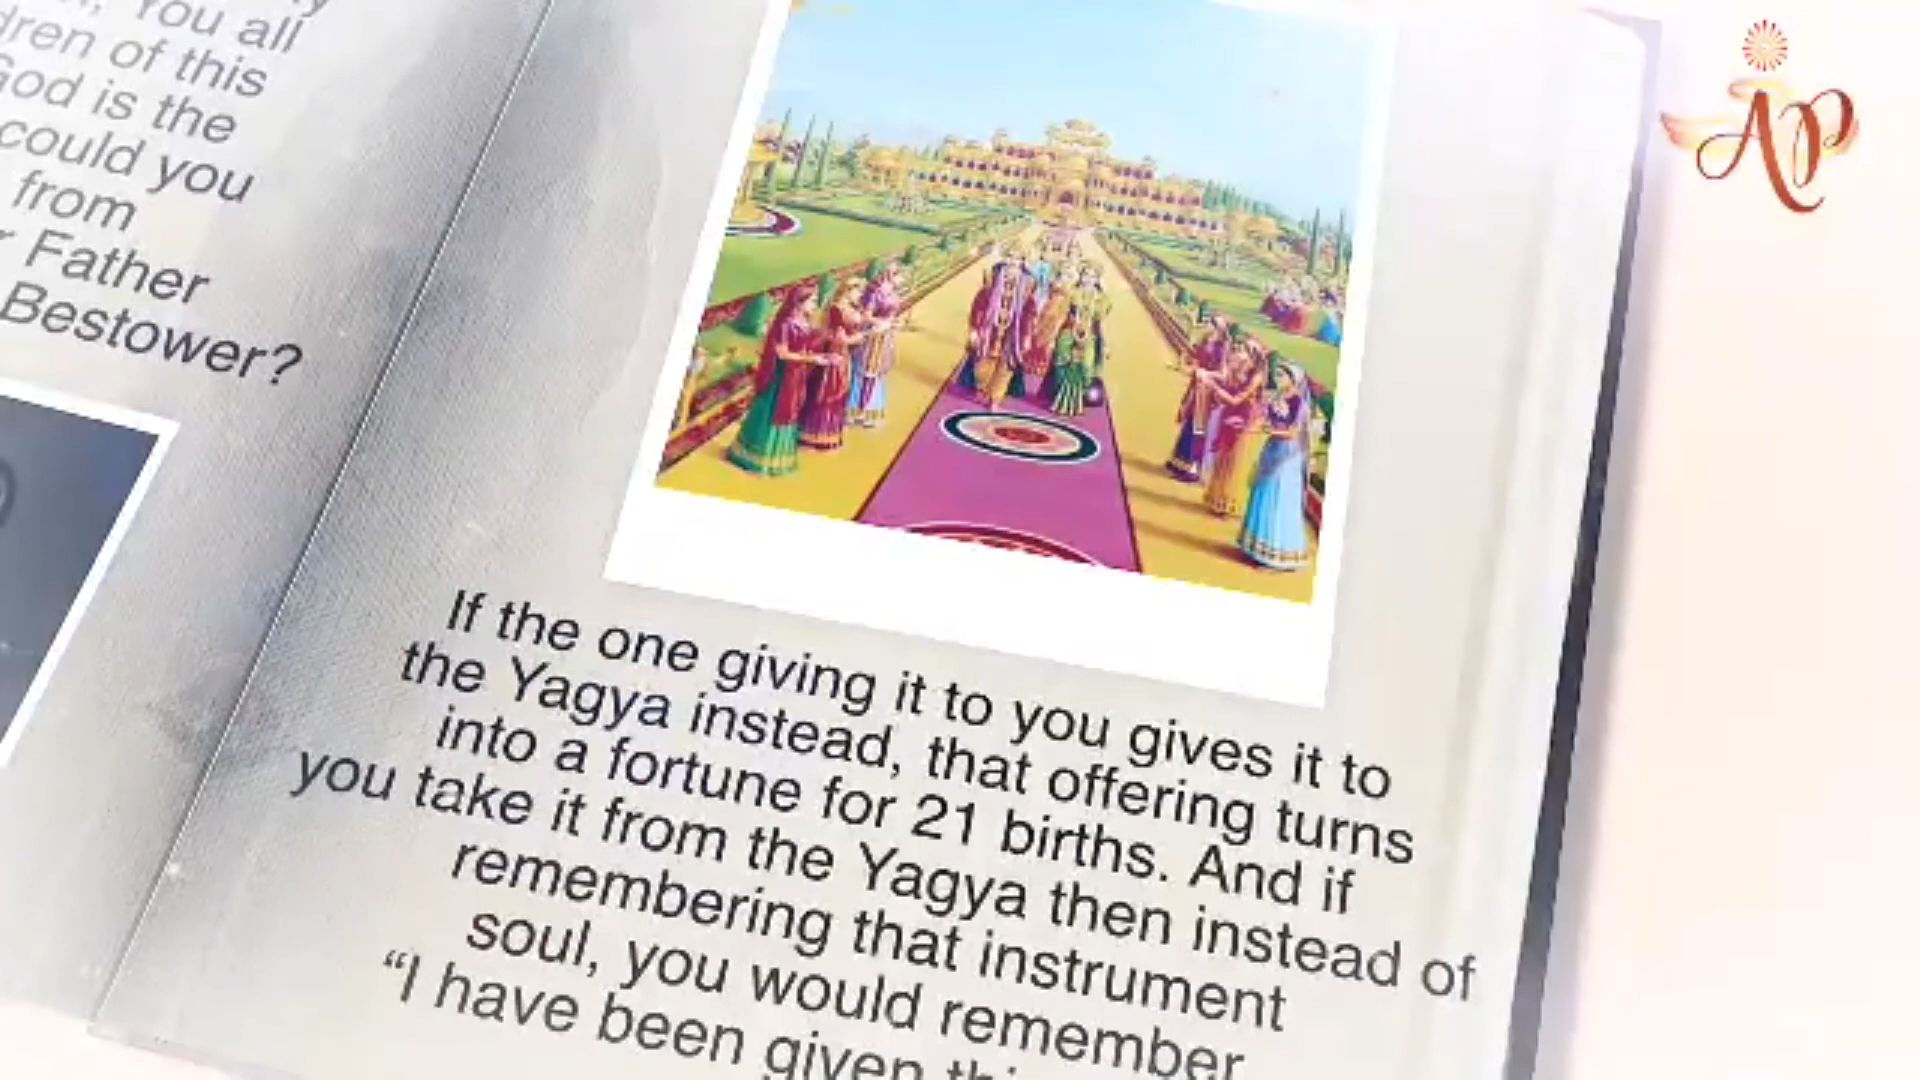 You all
dren of this
God is the
could you
from
Father
Bestower?
If the one giving it to you gives it to
the Yagya instead, that offering turns
into a fortune for 21 births. And if
you take it from the Yagya then instead of
remembering that instrument
soul, you would remember
“I have been given
AP